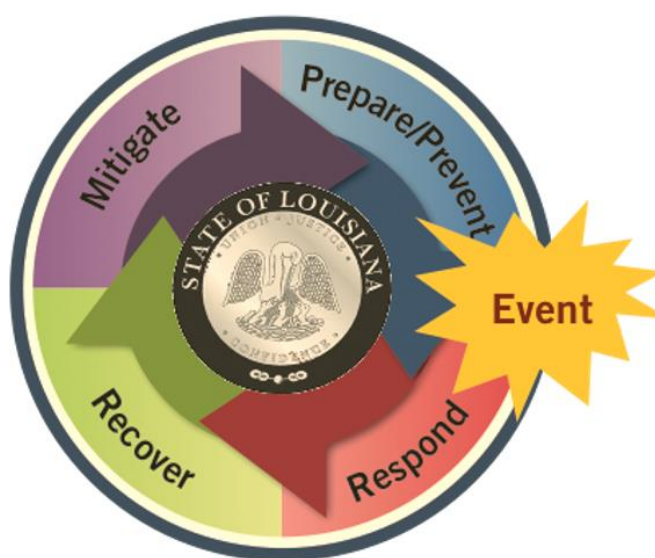 Mitigate
Prepare/Prevent
STATE OF LOUISIANA
UNION · JUSTICE
CONFIDENCE
Event
Recover
Respond